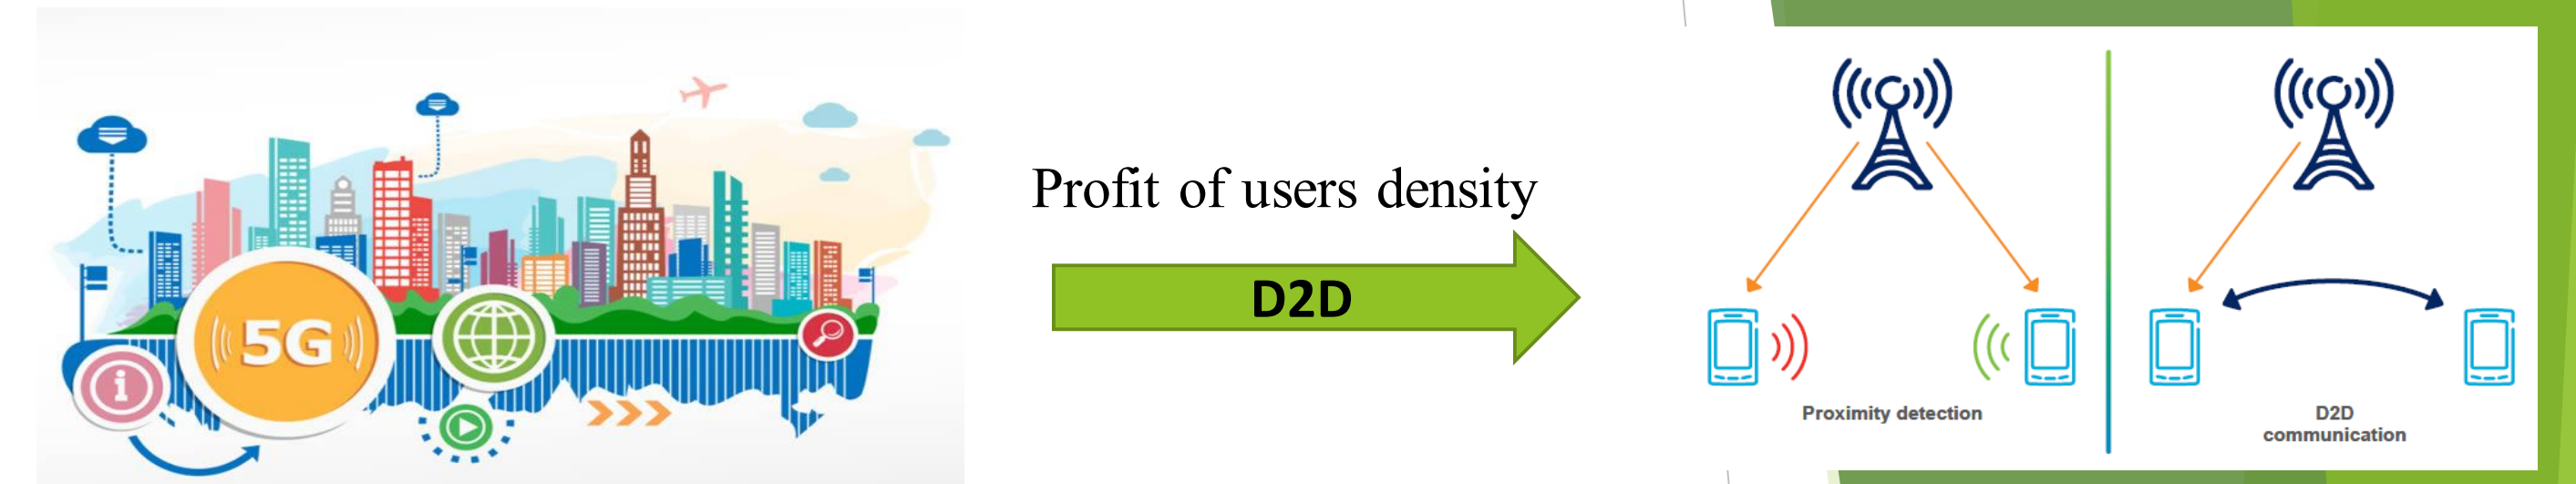 5G
i
Profit of users density
D2D
Proximity detection
D2D
communication